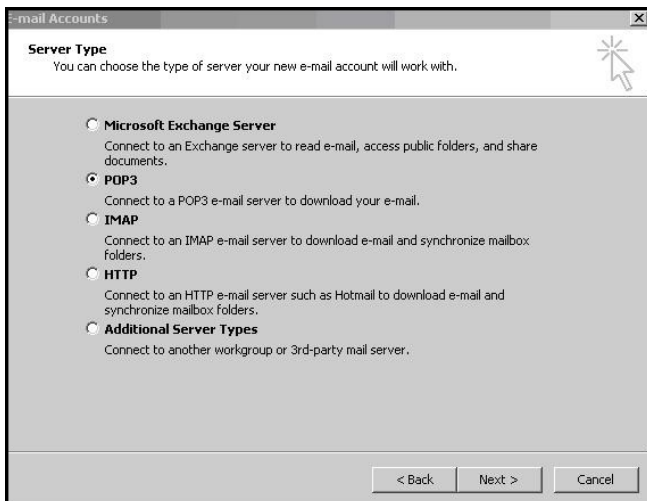 E-mail Accounts
Server Type
You can choose the type of server your new e-mail account will work with.
Microsoft Exchange Server
Connect to an Exchange server to read e-mail, access public folders, and share
documents.
POP3
Connect to a POP3 e-mail server to download your e-mail.
IMAP
Connect to an IMAP e-mail server to download e-mail and synchronize mailbox
folders.
HTTP
Connect to an HTTP e-mail server such as Hotmail to download e-mail and
synchronize mailbox folders.
Additional Server Types
Connect to another workgroup or 3rd-party mail server.
< Back Next > Cancel